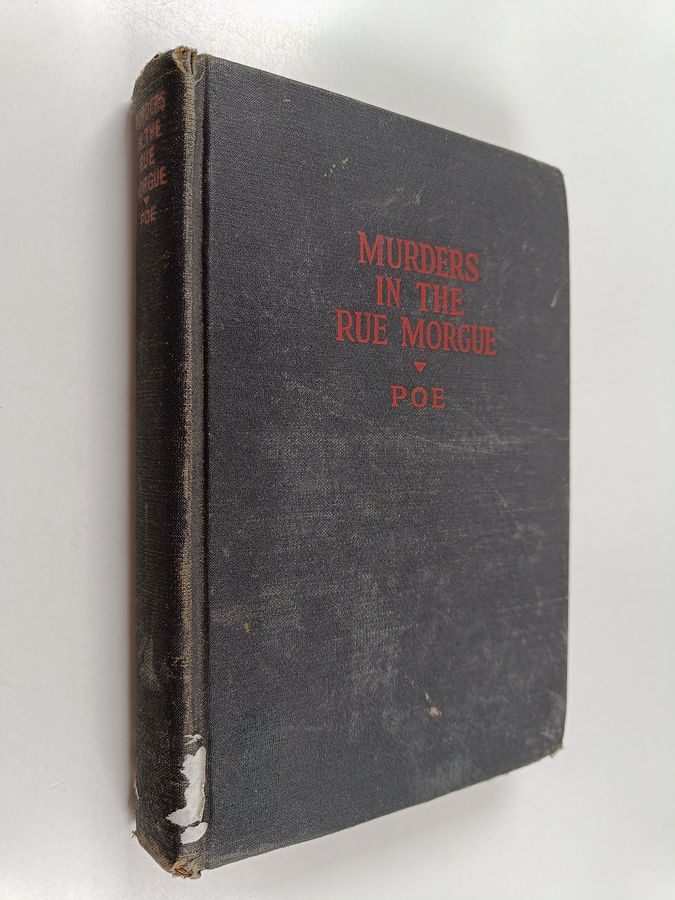 MURDERS
IN THE
RUE MORGUE
POE
MURDERS
IN THE
RUE
MORGUE
POE